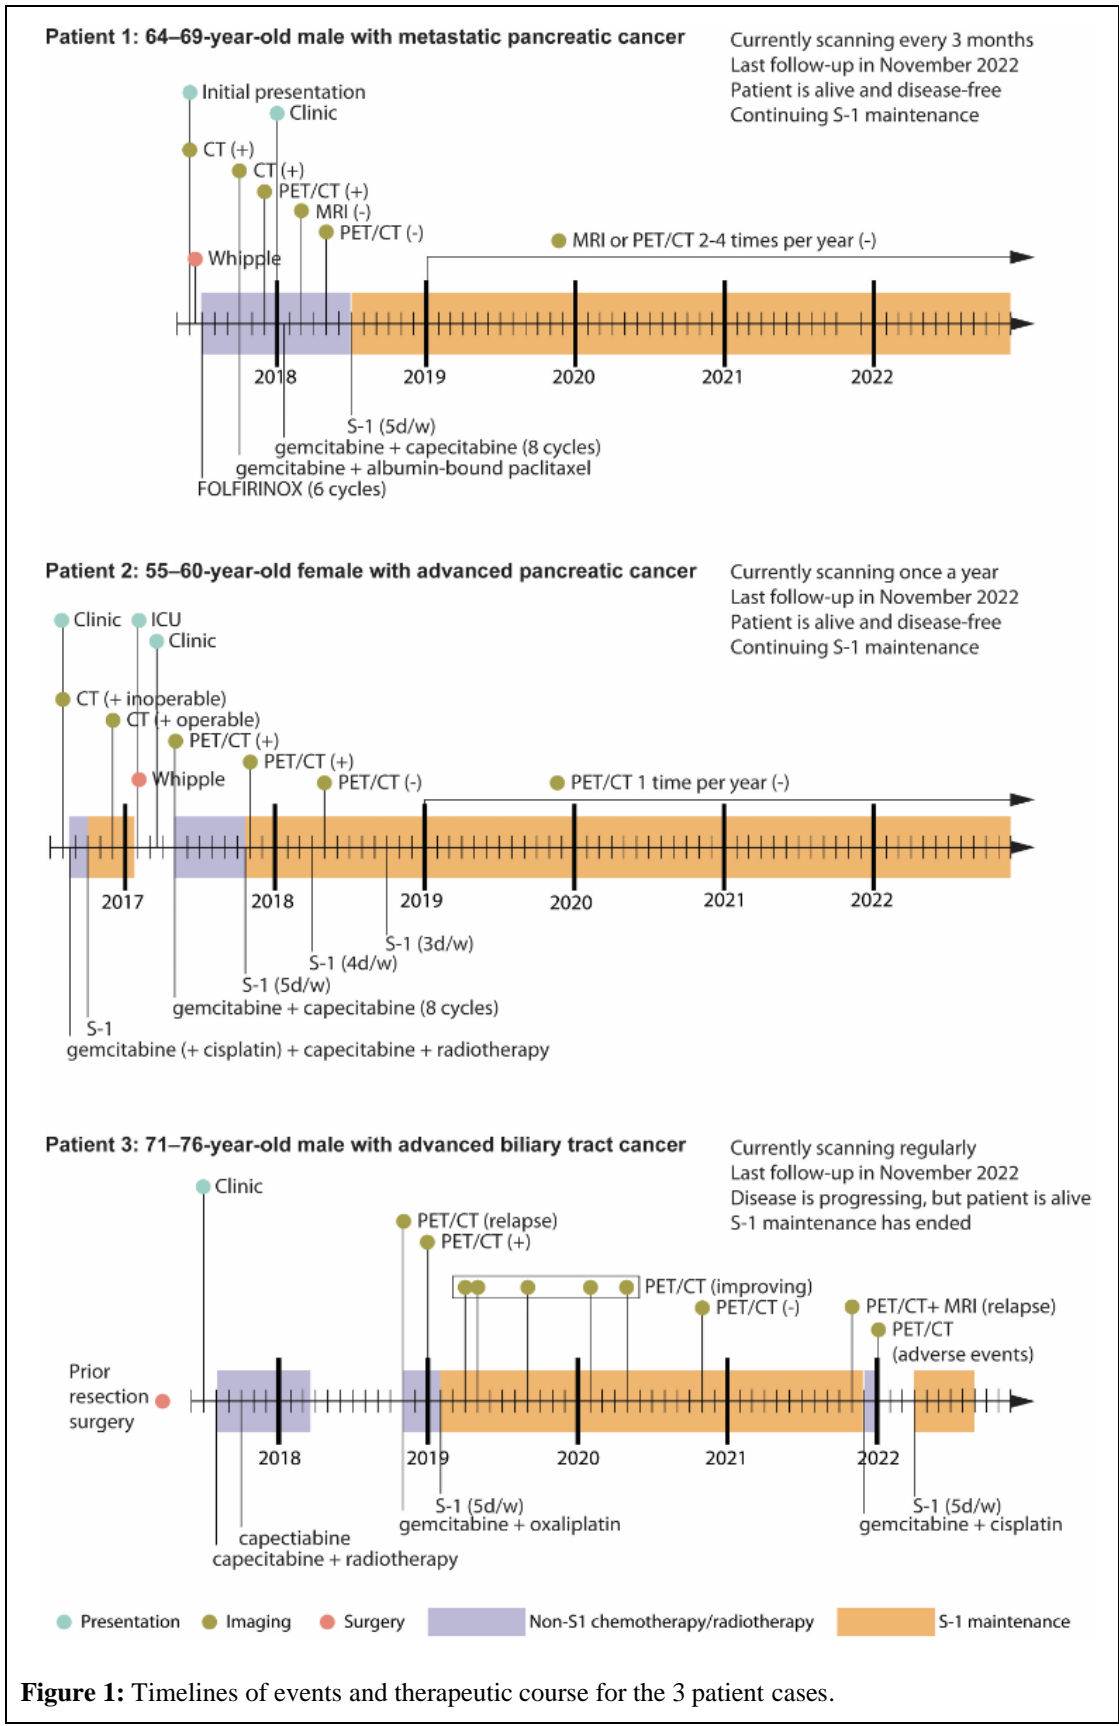 Patient 1: 64–69-year-old male with metastatic pancreatic cancer
Currently scanning every 3 months
Last follow-up in November 2022
Patient is alive and disease-free
Continuing S-1 maintenance
Initial presentation
Clinic
CT (+)
CT (+)
PET/CT (+)
MRI (-)
PET/CT (-)
MRI or PET/CT 2-4 times per year (-)
Whipple
2018
2019
2020
2021
2022
S-1 (5d/w)
gemcitabine + capecitabine (8 cycles)
gemcitabine + albumin-bound paclitaxel
FOLFIRINOX (6 cycles)
Patient 2: 55–60-year-old female with advanced pancreatic cancer
Currently scanning once a year
Last follow-up in November 2022
Patient is alive and disease-free
Continuing S-1 maintenance
Clinic
ICU
Clinic
CT (+ inoperable)
CT (+ operable)
PET/CT (+)
PET/CT (+)
Whipple
PET/CT (-)
PET/CT 1 time per year (-)
2017
2018
2019
2020
2021
2022
S-1 (3d/w)
S-1 (4d/w)
S-1 (5d/w)
gemcitabine + capecitabine (8 cycles)
S-1
gemcitabine (+ cisplatin) + capecitabine + radiotherapy
Patient 3: 71–76-year-old male with advanced biliary tract cancer
Currently scanning regularly
Last follow-up in November 2022
Disease is progressing, but patient is alive
S-1 maintenance has ended
Clinic
PET/CT (relapse)
PET/CT (+)
PET/CT (improving)
PET/CT (-)
PET/CT+ MRI (relapse)
PET/CT
(adverse events)
Prior
resection
surgery
2018
2019
2020
2021
2022
S-1 (5d/w)
gemcitabine + oxaliplatin
S-1 (5d/w)
gemcitabine + cisplatin
capectiabine
capecitabine + radiotherapy
Presentation
Imaging
Surgery
Non-S1 chemotherapy/radiotherapy
S-1 maintenance
Figure 1: Timelines of events and therapeutic course for the 3 patient cases.